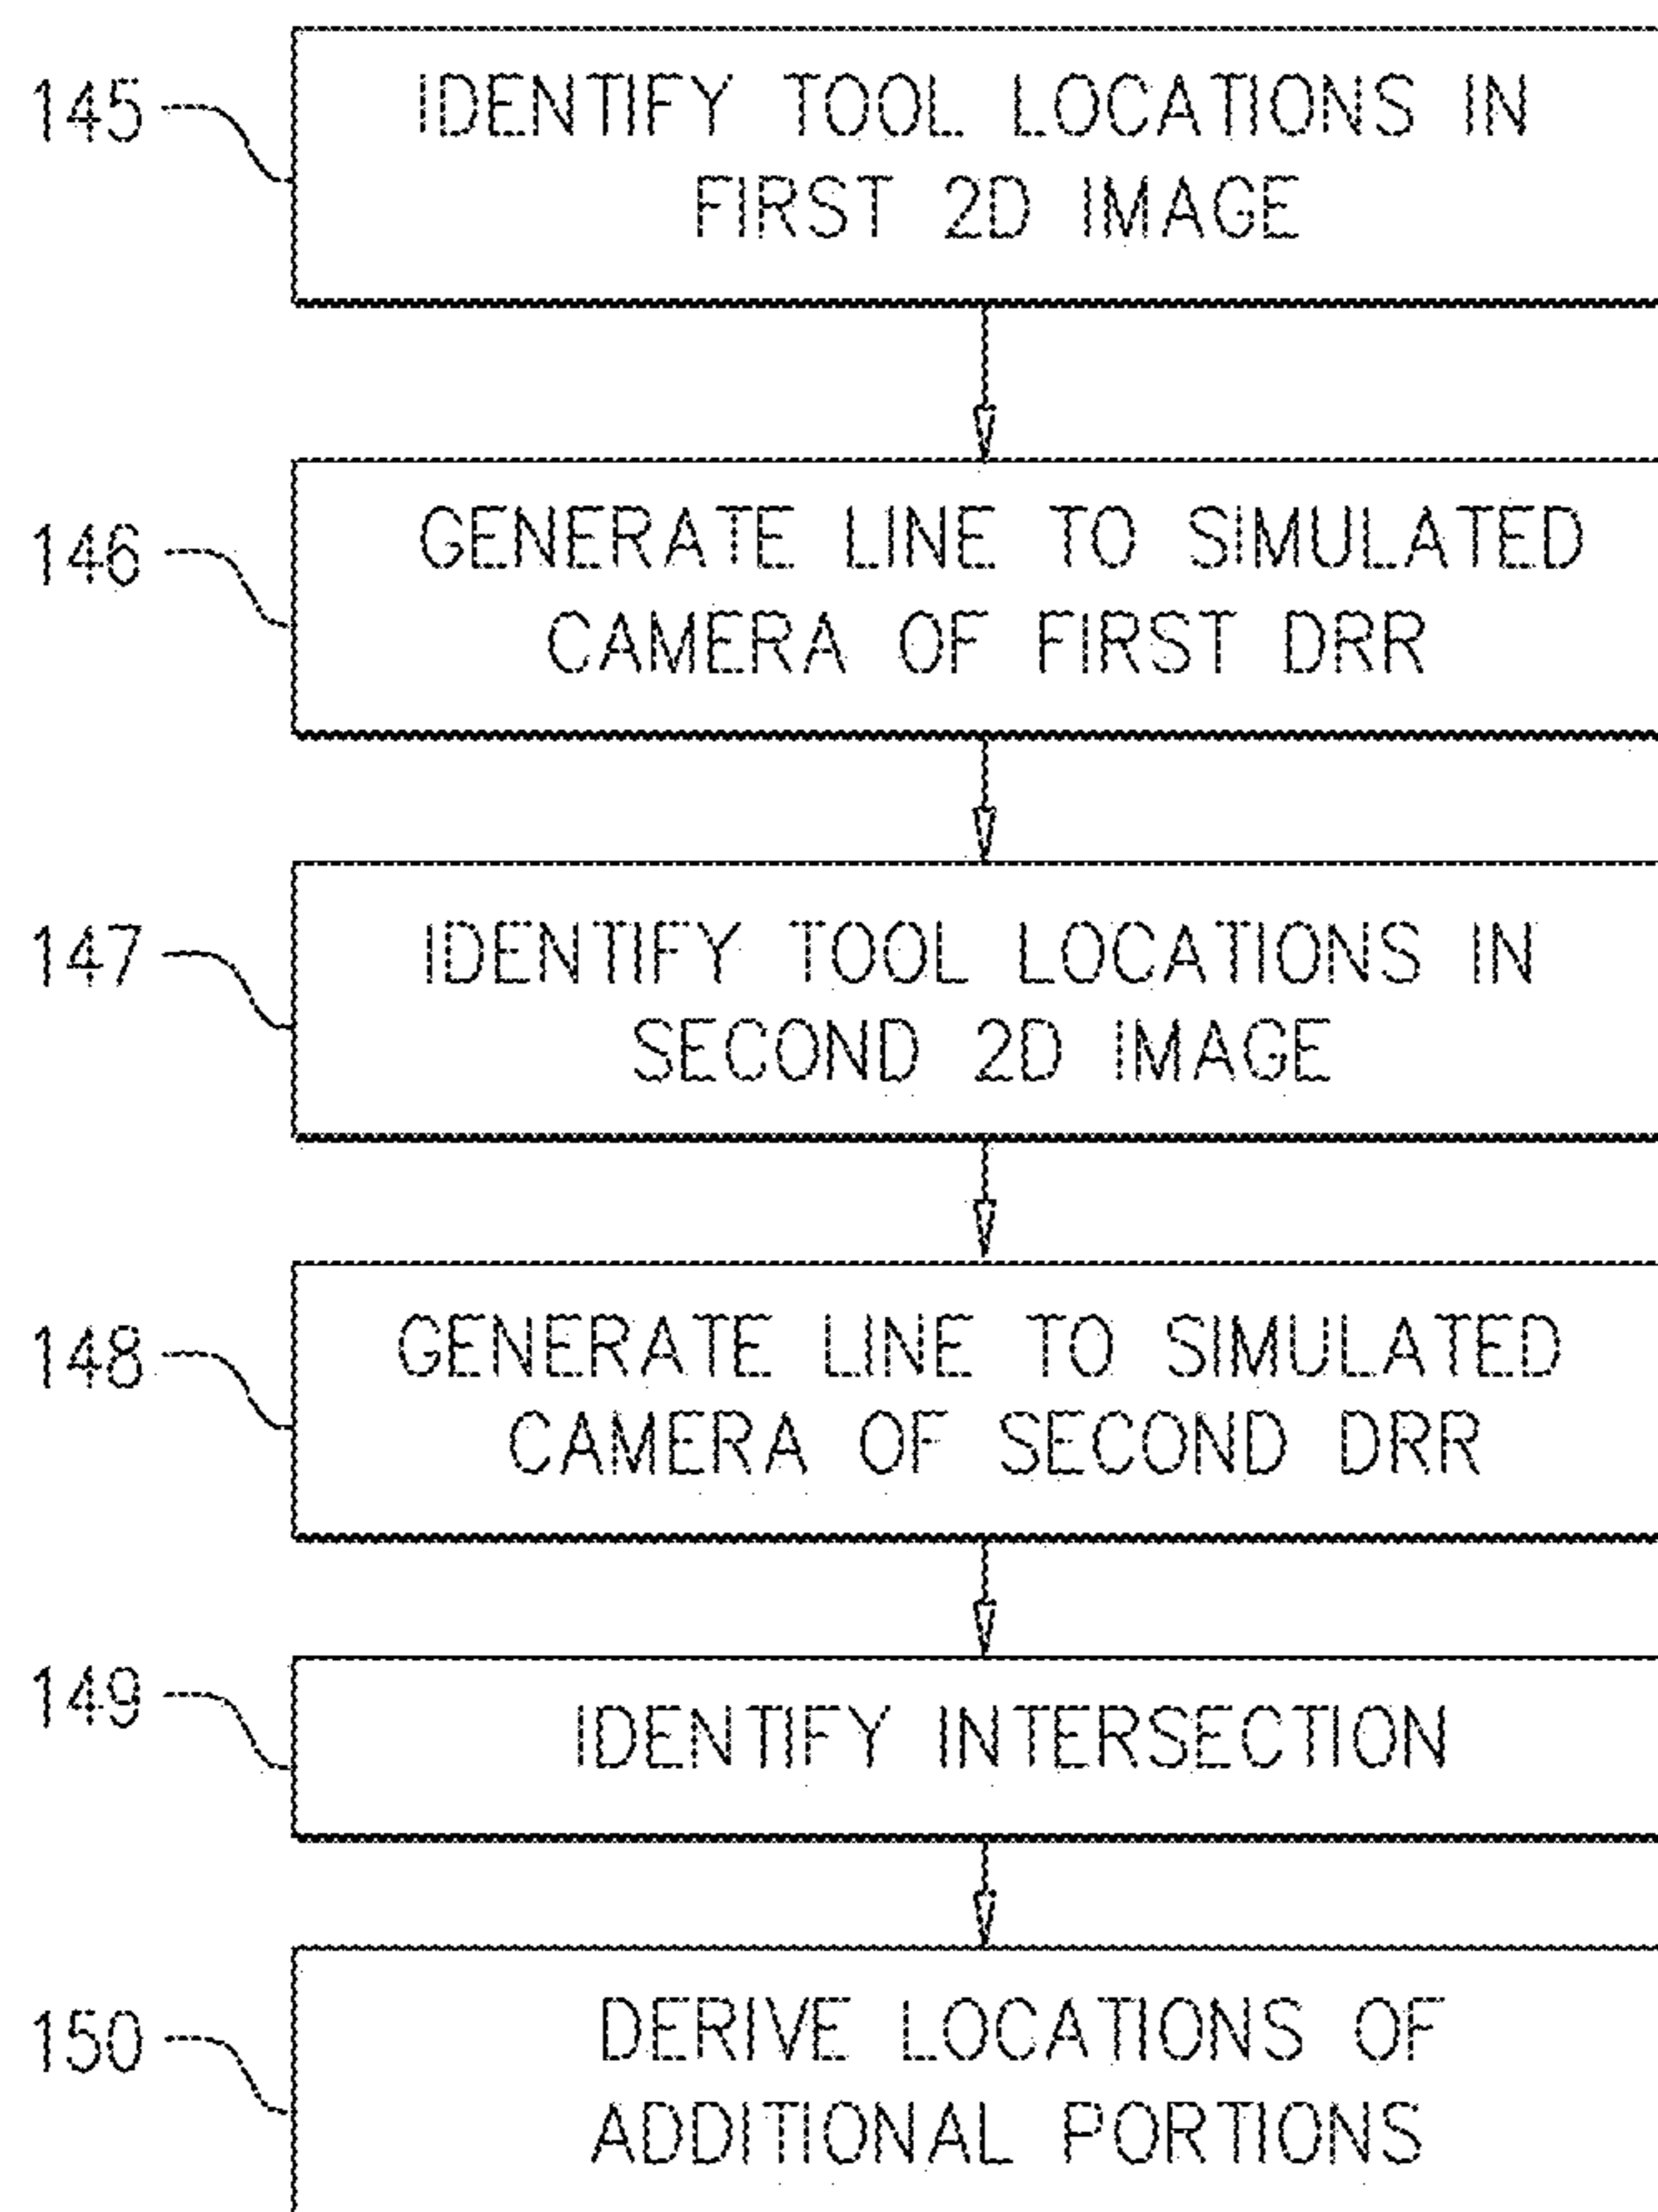 145
IDENTIFY TOOL LOCATIONS IN
FIRST 2D IMAGE
146
GENERATE LINE TO SIMULATED
CAMERA OF FIRST DRR
147
IDENTIFY TOOL LOCATIONS IN
SECOND 2D IMAGE
148
GENERATE LINE TO SIMULATED
CAMERA OF SECOND DRR
149
IDENTIFY INTERSECTION
150
DERIVE LOCATIONS OF
ADDITIONAL PORTIONS